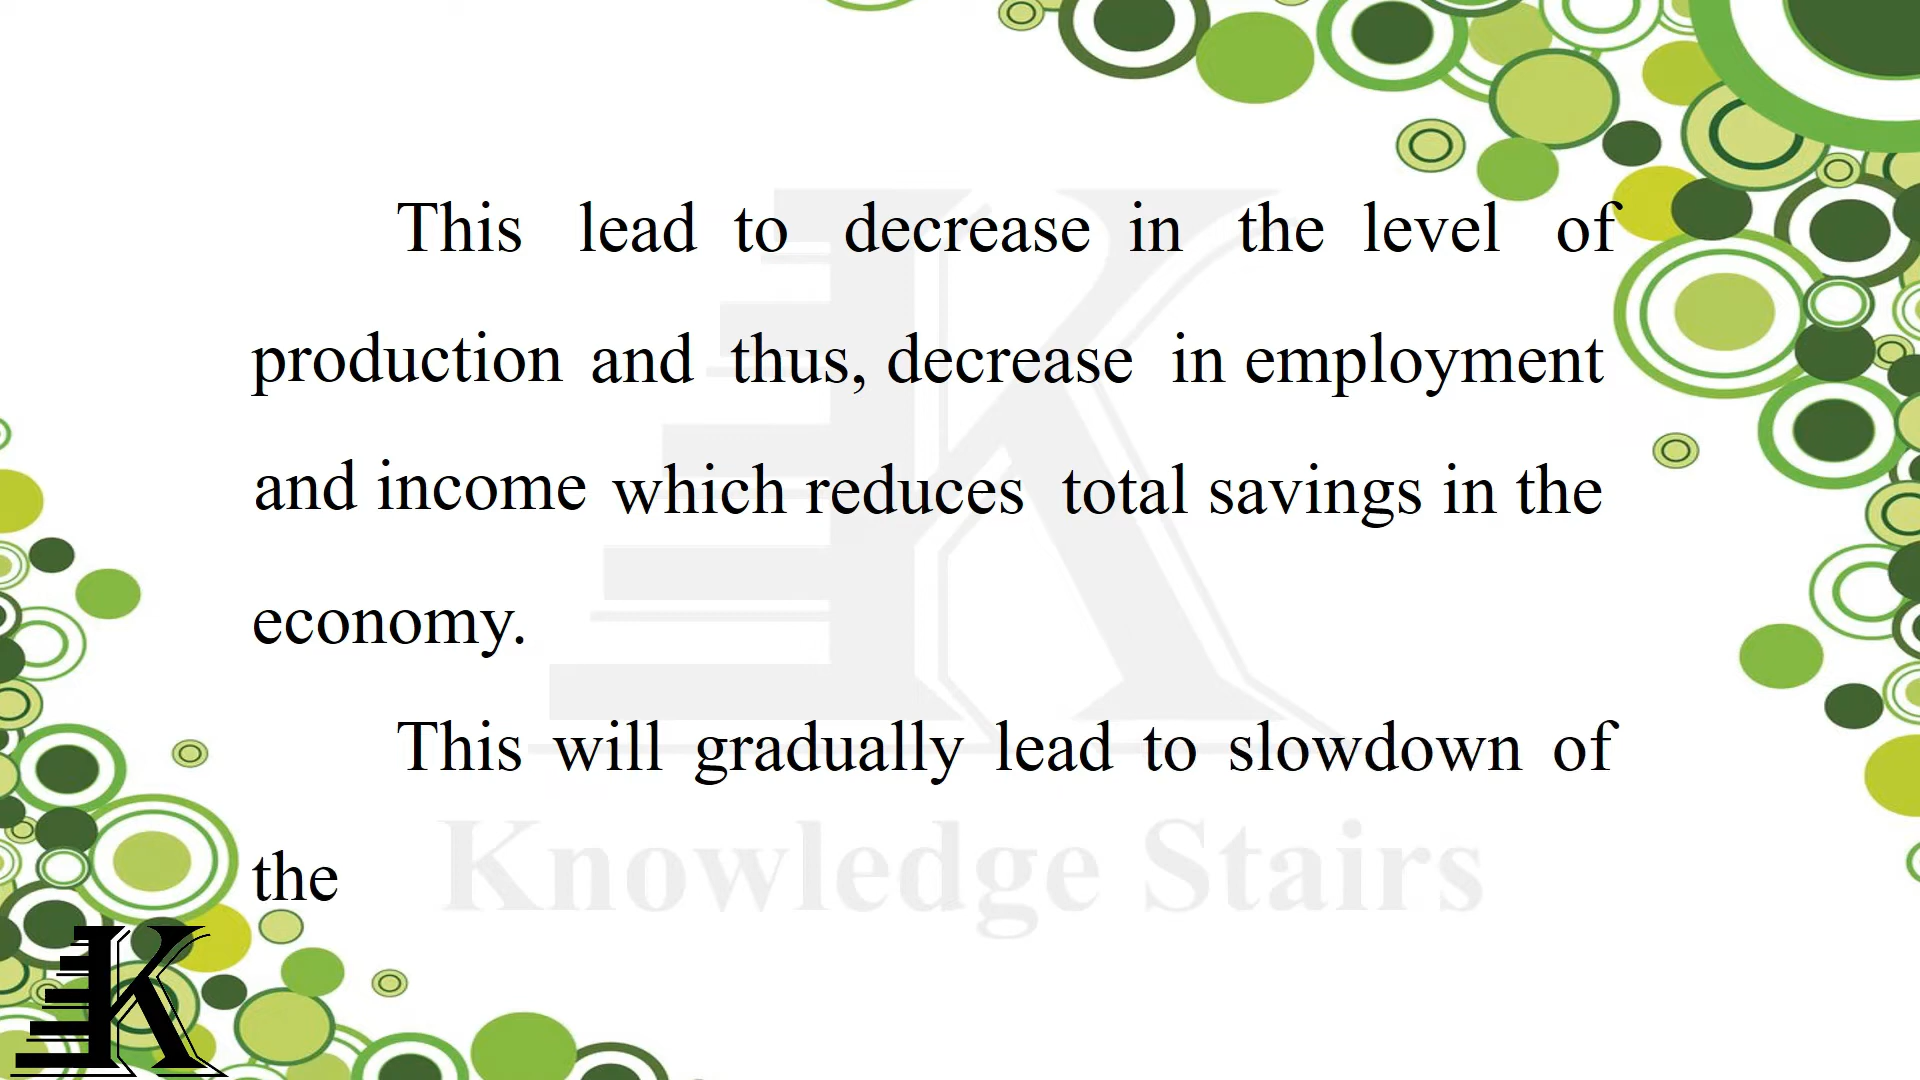 This lead to decrease in the level of
production and thus, decrease in employment
and income which reduces total savings in the
economy.
This will gradually lead to slowdown of
the
Knowledge Stairs